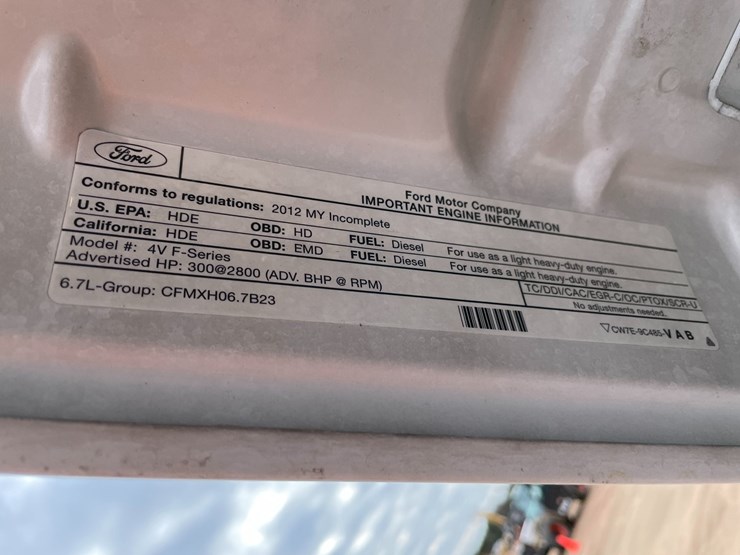 Ford
Ford Motor Company
IMPORTANT ENGINE INFORMATION
Conforms to regulations: 2012 MY Incomplete
U.S. EPA: HDE OBD: HD FUEL: Diesel For use as a light heavy-duty engine.
California: HDE OBD: EMD FUEL: Diesel For use as a light heavy-duty engine.
Model #: 4V F-Series TC/DDI/CAC/EGR-C/OC/PTOX/SCR-U
Advertised HP: 300@2800 (ADV. BHP @ RPM) No adjustments needed.
6.7L-Group: CFMXH06.7B23
CW7E-9C485-VAB